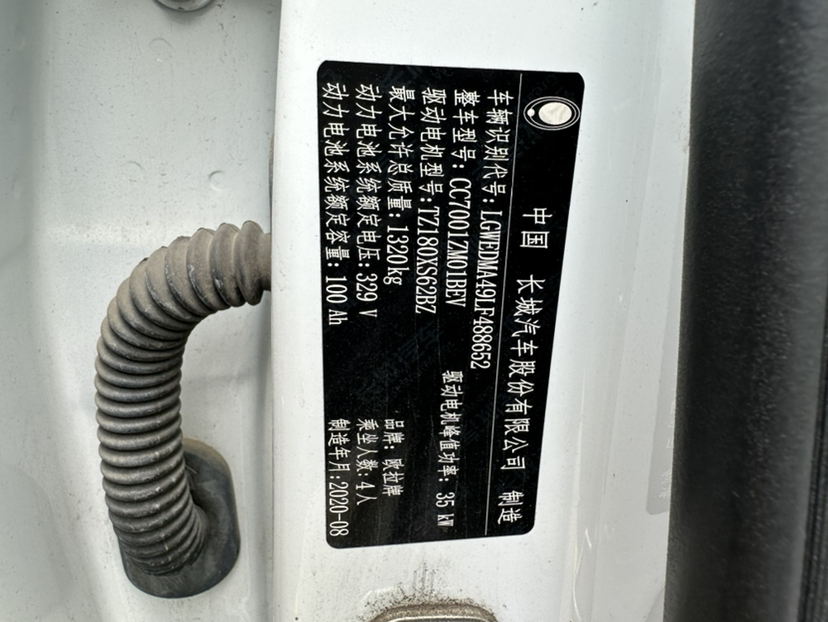 中国 长城汽车股份有限公司 制造
车辆识别代号:LGWEDMA49LF488652
整车型号:CC7001ZM01BEV 驱动电机峰值功率: 35 kW
驱动电机型号:TZ180XS62BZ
最大允许总质量:1320kg 品牌:欧拉牌
动力电池系统额定电压:329 V 乘坐人数:4人
动力电池系统额定容量:100 Ah 制造年月:2020-08